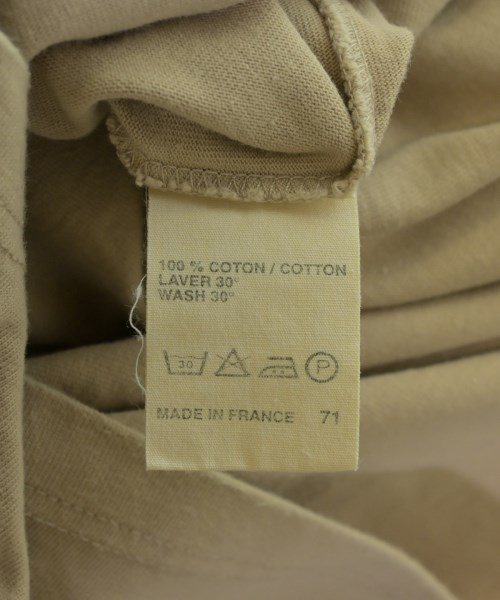 100 % COTON / COTTON
LAVER 30°
WASH 30°
30 P
MADE IN FRANCE 71